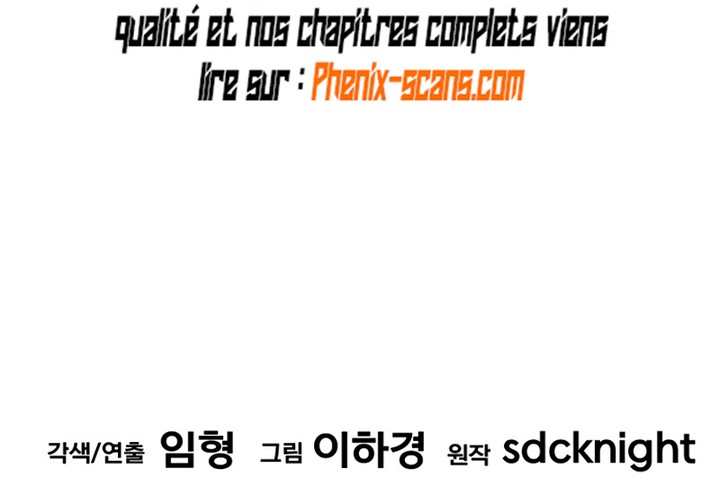 qualité et nos chapitres complets viens
lire sur : Phenix-scans.com
각색/연출 임형 그림 이하경 원작 sdcknight